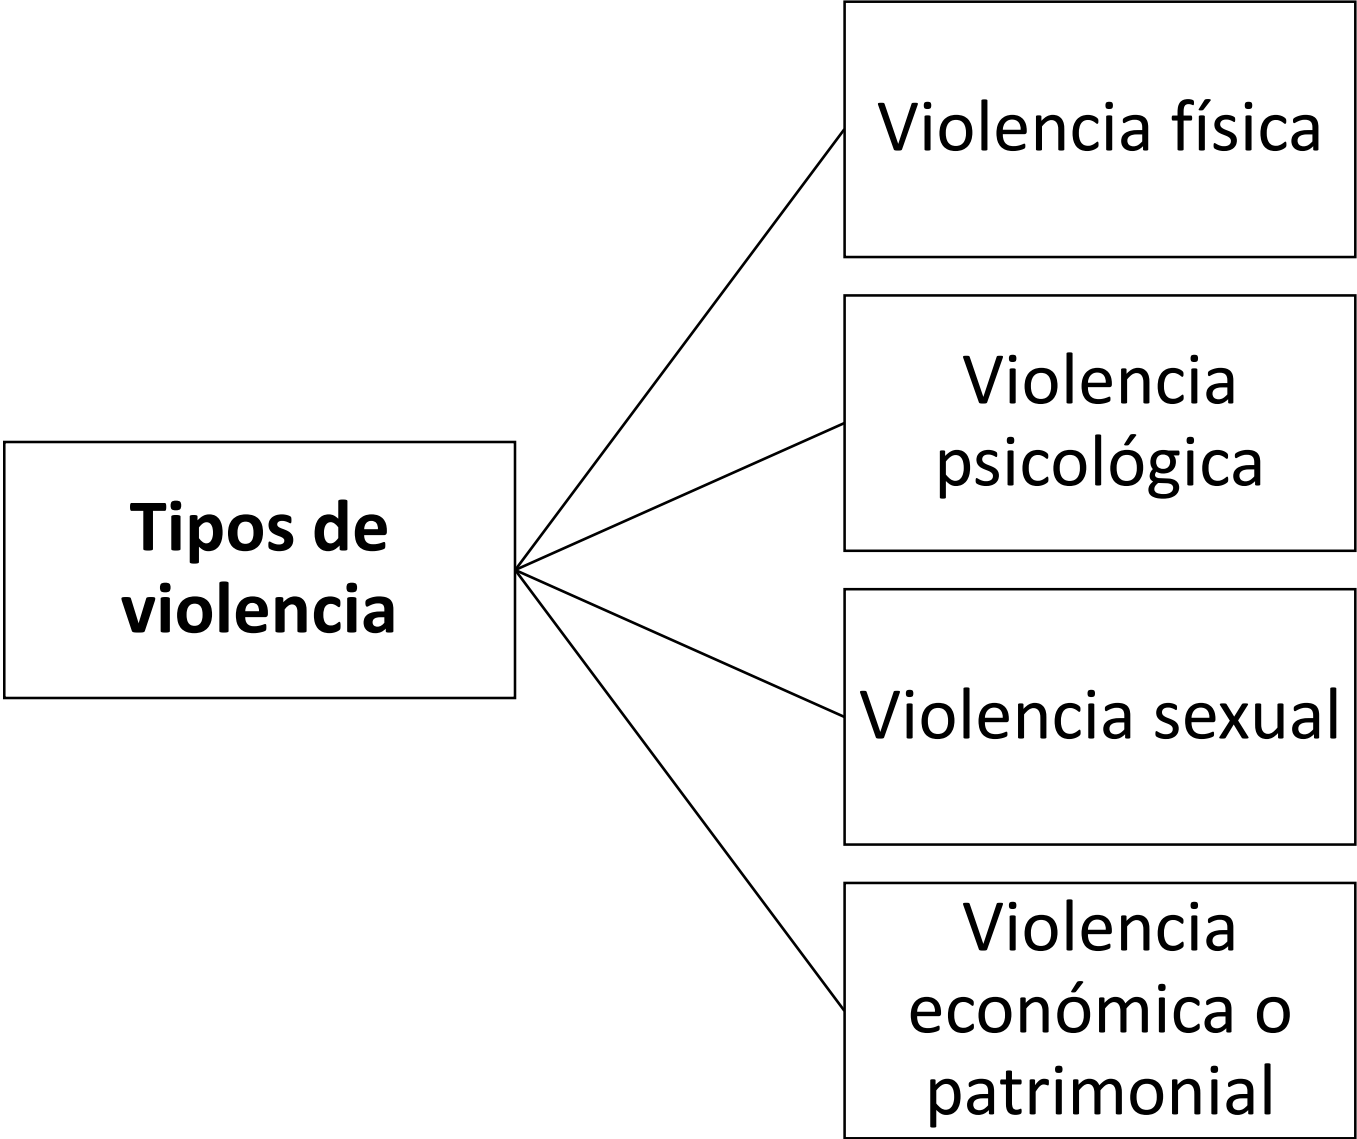 Tipos de
violencia
Violencia física
Violencia
psicológica
Violencia sexual
Violencia
económica o
patrimonial